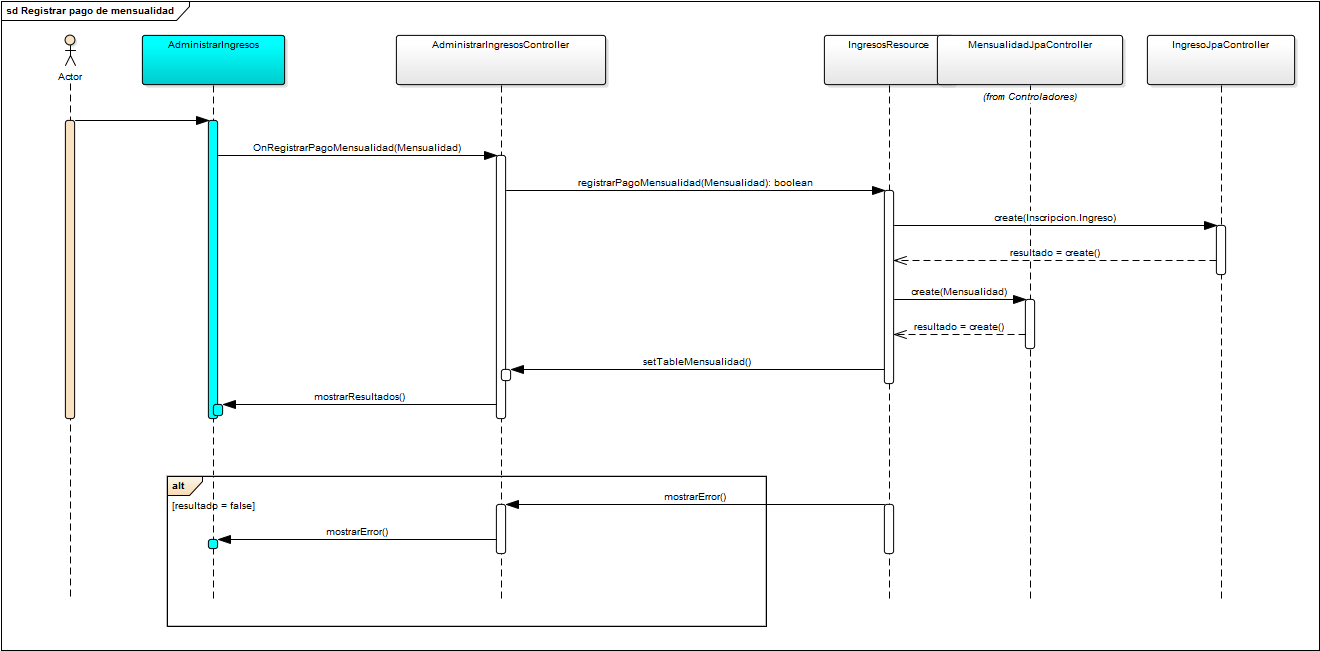 sd Registrar pago de mensualidad
Actor
AdministrarIngresos
AdministrarIngresosController
IngresosResource
MensualidadJpaController
IngresoJpaController
(from Controladores)
OnRegistrarPagoMensualidad(Mensualidad)
registrarPagoMensualidad(Mensualidad): boolean
create(Inscripcion.Ingreso)
resultado = create()
create(Mensualidad)
resultado = create()
setTableMensualidad()
mostrarResultados()
alt
[resultado = false]
mostrarError()
mostrarError()